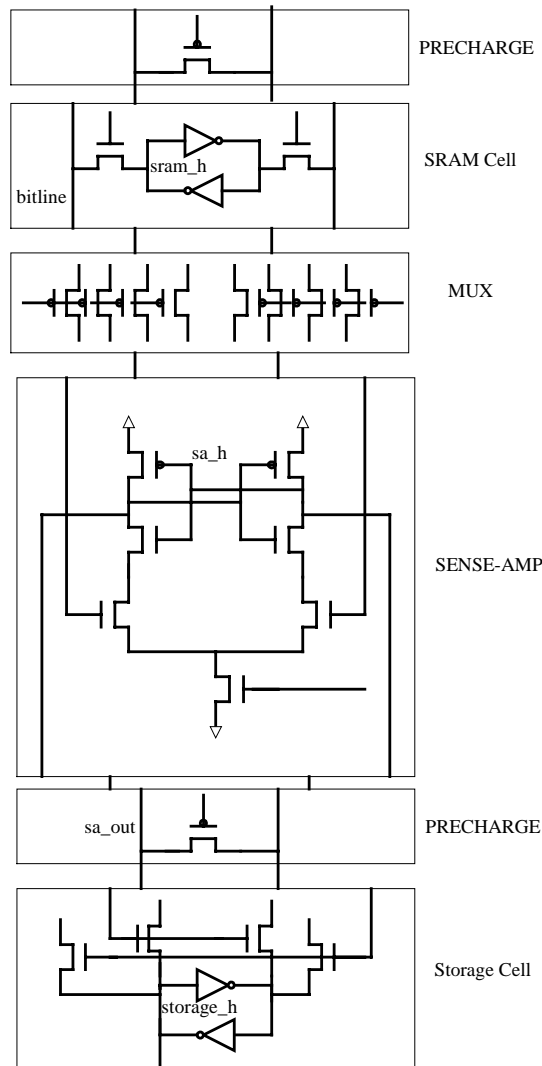 PRECHARGE
sram_h
SRAM Cell
bitline
MUX
sa_h
SENSE-AMP
sa_out
PRECHARGE
Storage Cell
storage_h